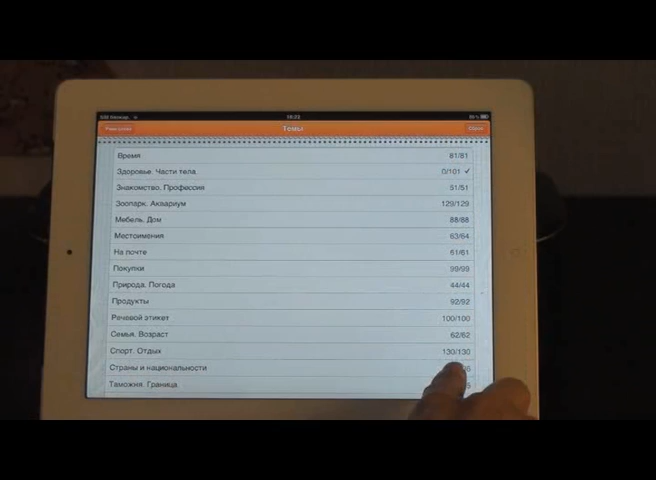 16:23
Темы
Время 81/81
Здоровье. Части тела 0/101 ✓
Знакомство. Профессия 51/51
Зоопарк. Аквариум 129/129
Мебель. Дом 88/88
Местоимения 63/64
На почте 61/61
Покупки 99/99
Природа. Погода 44/44
Продукты 92/92
Речевой этикет 100/100
Семья. Возраст 62/62
Спорт. Отдых 130/130
Страны и национальности
Таможня. Граница